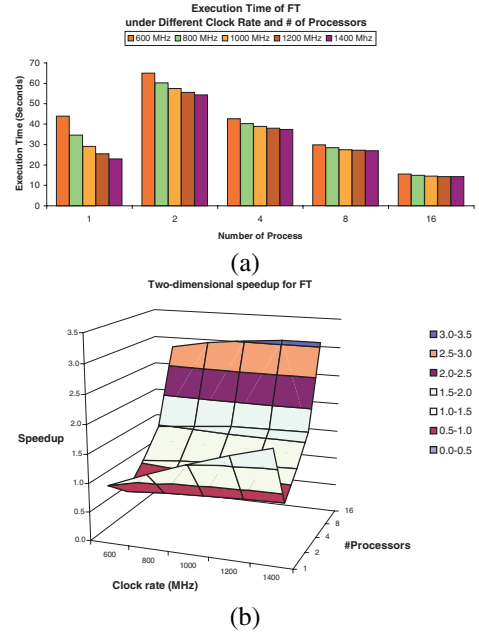 Execution Time of FT
under Different Clock Rate and # of Processors
600 MHz 800 MHz 1000 MHz 1200 MHz 1400 Mhz
Execution Time (Seconds)
70
60
50
40
30
20
10
0
1 2 4 8 16
Number of Process
(a)
Two-dimensional speedup for FT
3.5
3.0
2.5
2.0
1.5
1.0
0.5
0.0
Speedup
3.0-3.5
2.5-3.0
2.0-2.5
1.5-2.0
1.0-1.5
0.5-1.0
0.0-0.5
600 800 1000 1200 1400
Clock rate (MHz)
16
8
4
2
1
#Processors
(b)